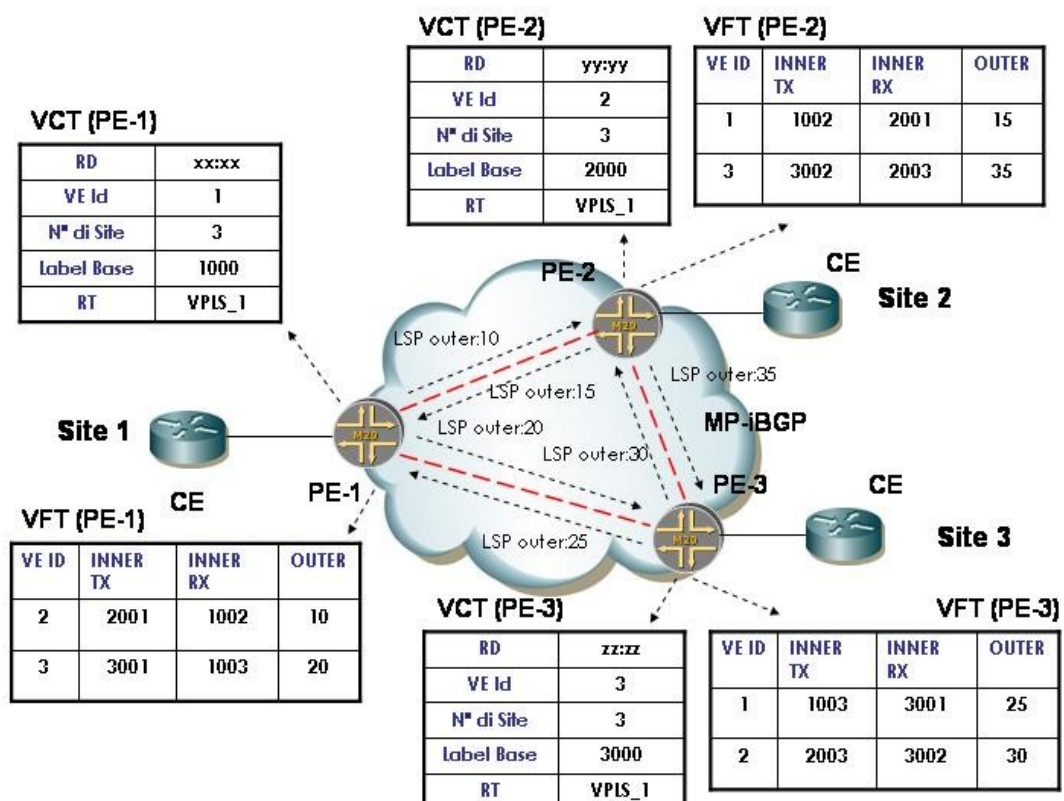 VCT (PE-2)
RD yy:yy
VE Id 2
N° di Site 3
Label Base 2000
RT VPLS_1
VFT (PE-2)
VE ID INNER TX INNER RX OUTER
1 1002 2001 15
3 3002 2003 35
VCT (PE-1)
RD xx:xx
VE Id 1
N° di Site 3
Label Base 1000
RT VPLS_1
PE-2
CE
Site 2
M20
LSP outer:10
LSP outer:15
LSP outer:35
MP-iBGP
Site 1
CE
M20
PE-1
LSP outer:20
LSP outer:30
LSP outer:25
PE-3
M20
CE
Site 3
VFT (PE-1)
VE ID INNER TX INNER RX OUTER
2 2001 1002 10
3 3001 1003 20
VCT (PE-3)
RD zz:zz
VE Id 3
N° di Site 3
Label Base 3000
RT VPLS_1
VFT (PE-3)
VE ID INNER TX INNER RX OUTER
1 1003 3001 25
2 2003 3002 30